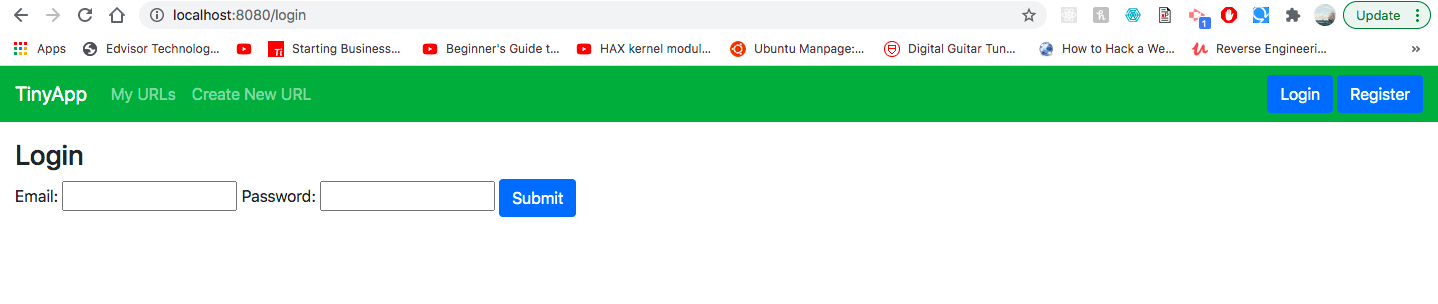 localhost:8080/login
1
Update
Apps Edvisor Technolog... Starting Business... Beginner's Guide t... HAX kernel modul... Ubuntu Manpage:... Digital Guitar Tun... How to Hack a We... Reverse Engineeri... »
TinyApp My URLs Create New URL Login Register
Login
Email: Password: Submit